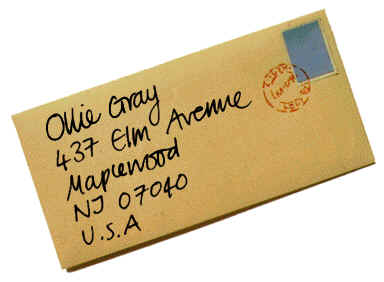 Ollie Gray
437 Elm Avenue
Maplewood
NJ 07040
U.S.A